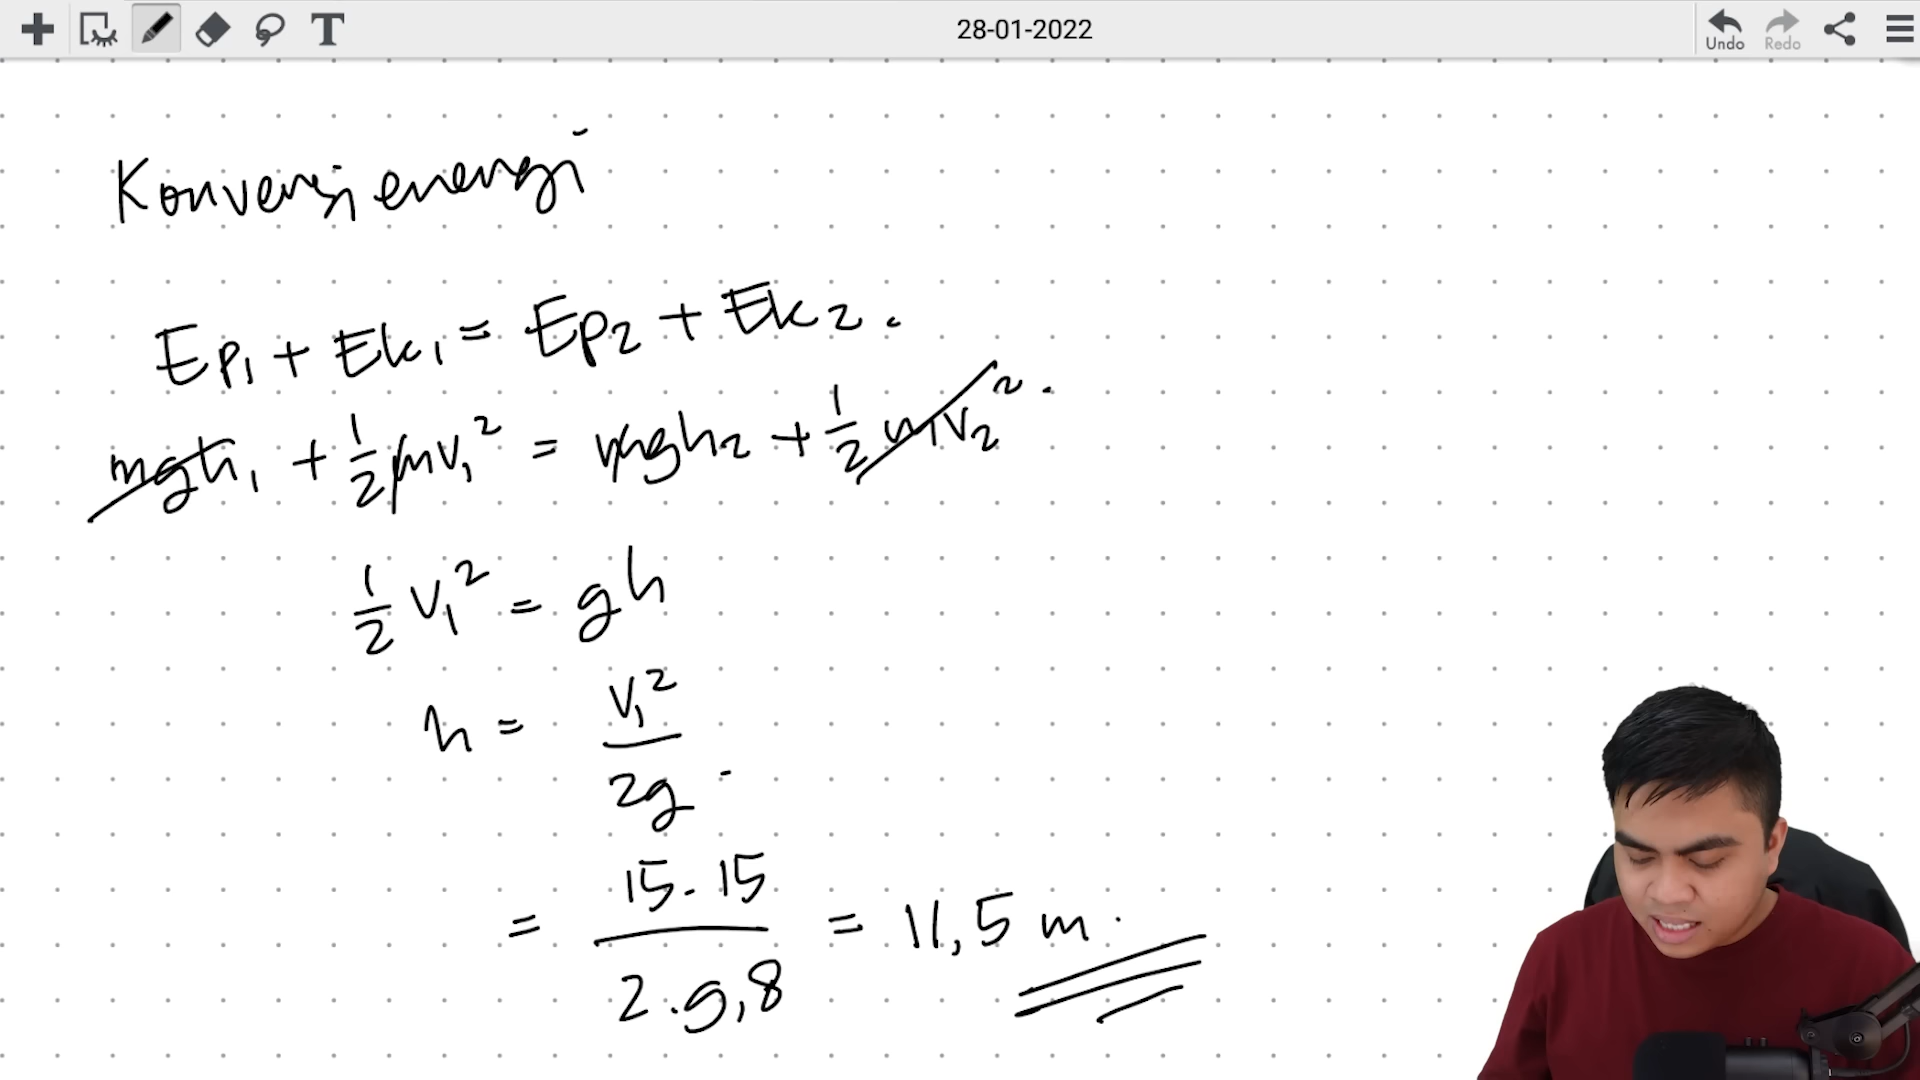 T
28-01-2022
Undo
Redo
Konversi energi
Ep₁ + Ek₁ = Ep₂ + Ek₂.
mgh₁ + 1/2 mv₁² = mgh₂ + 1/2 mv₂².
1/2 v₁² = gh
h = v₁²/2g
= 15.15/2.9,8 = 11,5 m.